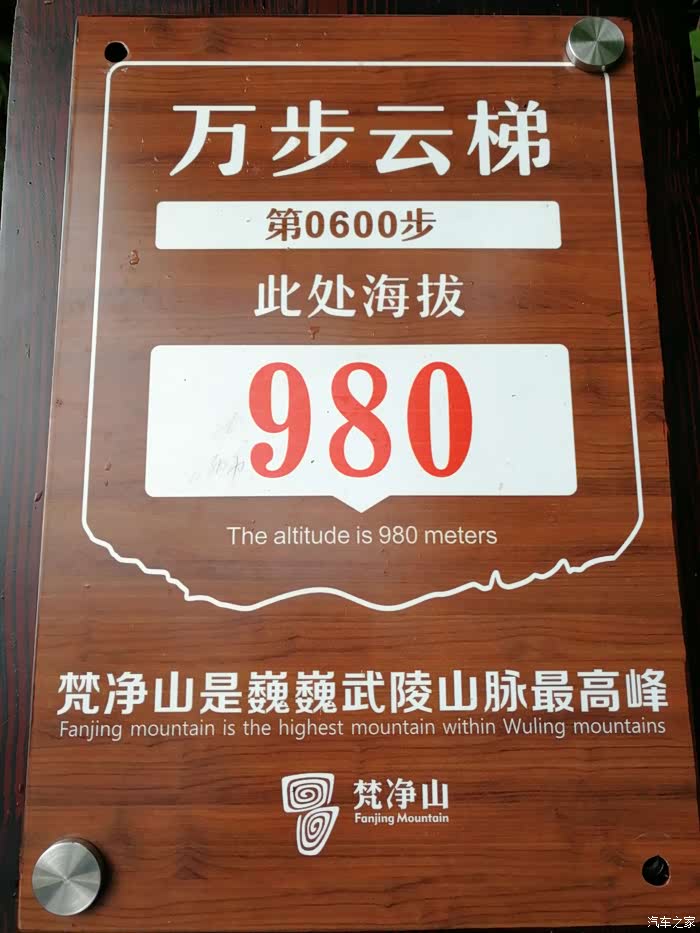 万步云梯
第0600步
此处海拔
980
The altitude is 980 meters
梵净山是巍巍武陵山脉最高峰
Fanjing mountain is the highest mountain within Wuling mountains
梵净山
Fanjing Mountain
汽车之家